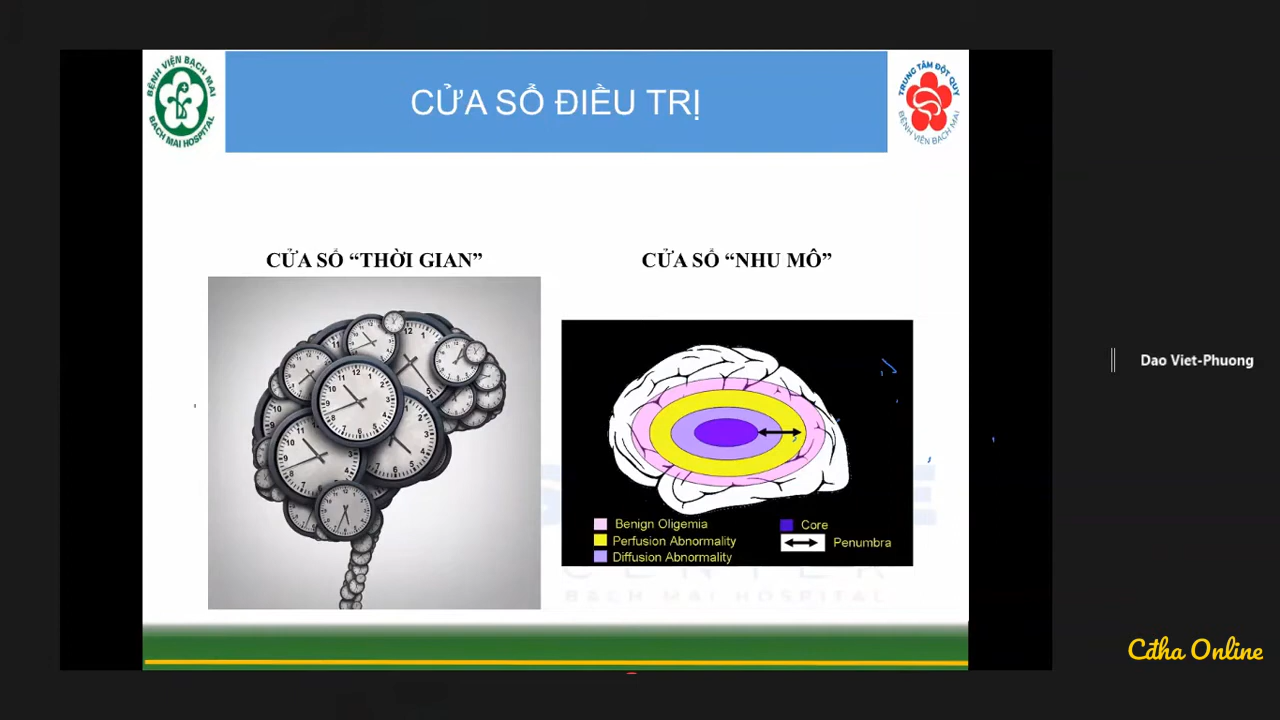 BỆNH VIỆN BẠCH MAI
BACH MAI HOSPITAL
CỬA SỔ ĐIỀU TRỊ
TRUNG TÂM ĐỘT QUỴ
BỆNH VIỆN BẠCH MAI
CỬA SỔ “THỜI GIAN”
CỬA SỔ “NHU MÔ”
Benign Oligemia
Perfusion Abnormality
Diffusion Abnormality
Core
Penumbra
CENTER
BACH MAI HOSPITAL
Dao Viet-Phuong
Cđha Online